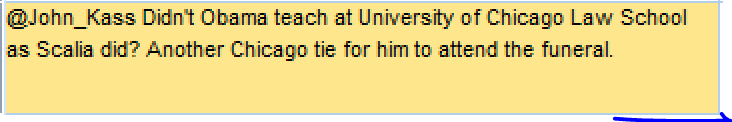 @John_Kass Didn't Obama teach at University of Chicago Law School
as Scalia did? Another Chicago tie for him to attend the funeral.